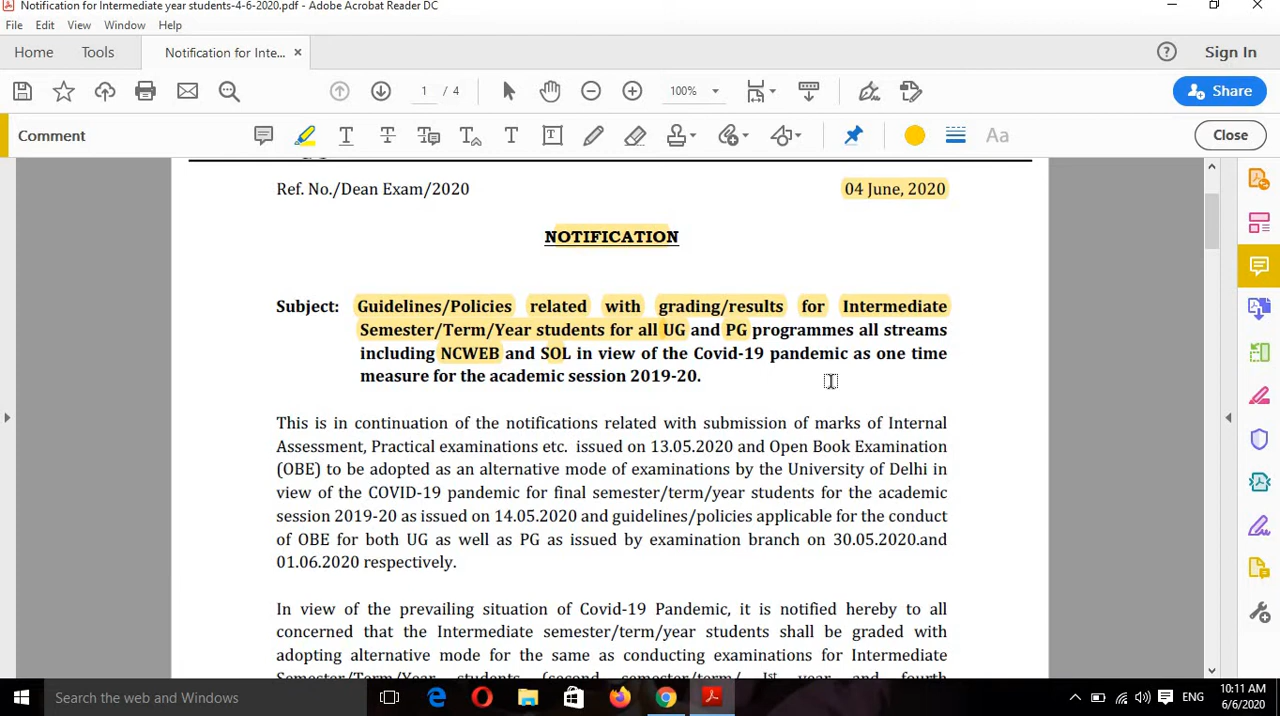 Notification for Intermediate year students-4-6-2020.pdf - Adobe Acrobat Reader DC
File Edit View Window Help
Home Tools Notification for Inte... × Sign In
1 / 4 100% Share
Comment Aa Close
Ref. No./Dean Exam/2020 04 June, 2020
NOTIFICATION
Subject: Guidelines/Policies related with grading/results for Intermediate
Semester/Term/Year students for all UG and PG programmes all streams
including NCWEB and SOL in view of the Covid-19 pandemic as one time
measure for the academic session 2019-20.
This is in continuation of the notifications related with submission of marks of Internal
Assessment, Practical examinations etc. issued on 13.05.2020 and Open Book Examination
(OBE) to be adopted as an alternative mode of examinations by the University of Delhi in
view of the COVID-19 pandemic for final semester/term/year students for the academic
session 2019-20 as issued on 14.05.2020 and guidelines/policies applicable for the conduct
of OBE for both UG as well as PG as issued by examination branch on 30.05.2020.and
01.06.2020 respectively.
In view of the prevailing situation of Covid-19 Pandemic, it is notified hereby to all
concerned that the Intermediate semester/term/year students shall be graded with
adopting alternative mode for the same as conducting examinations for Intermediate
Semester/Term/Year students (second semester/term/ Ist year and fourth
Search the web and Windows ENG 10:11 AM
6/6/2020